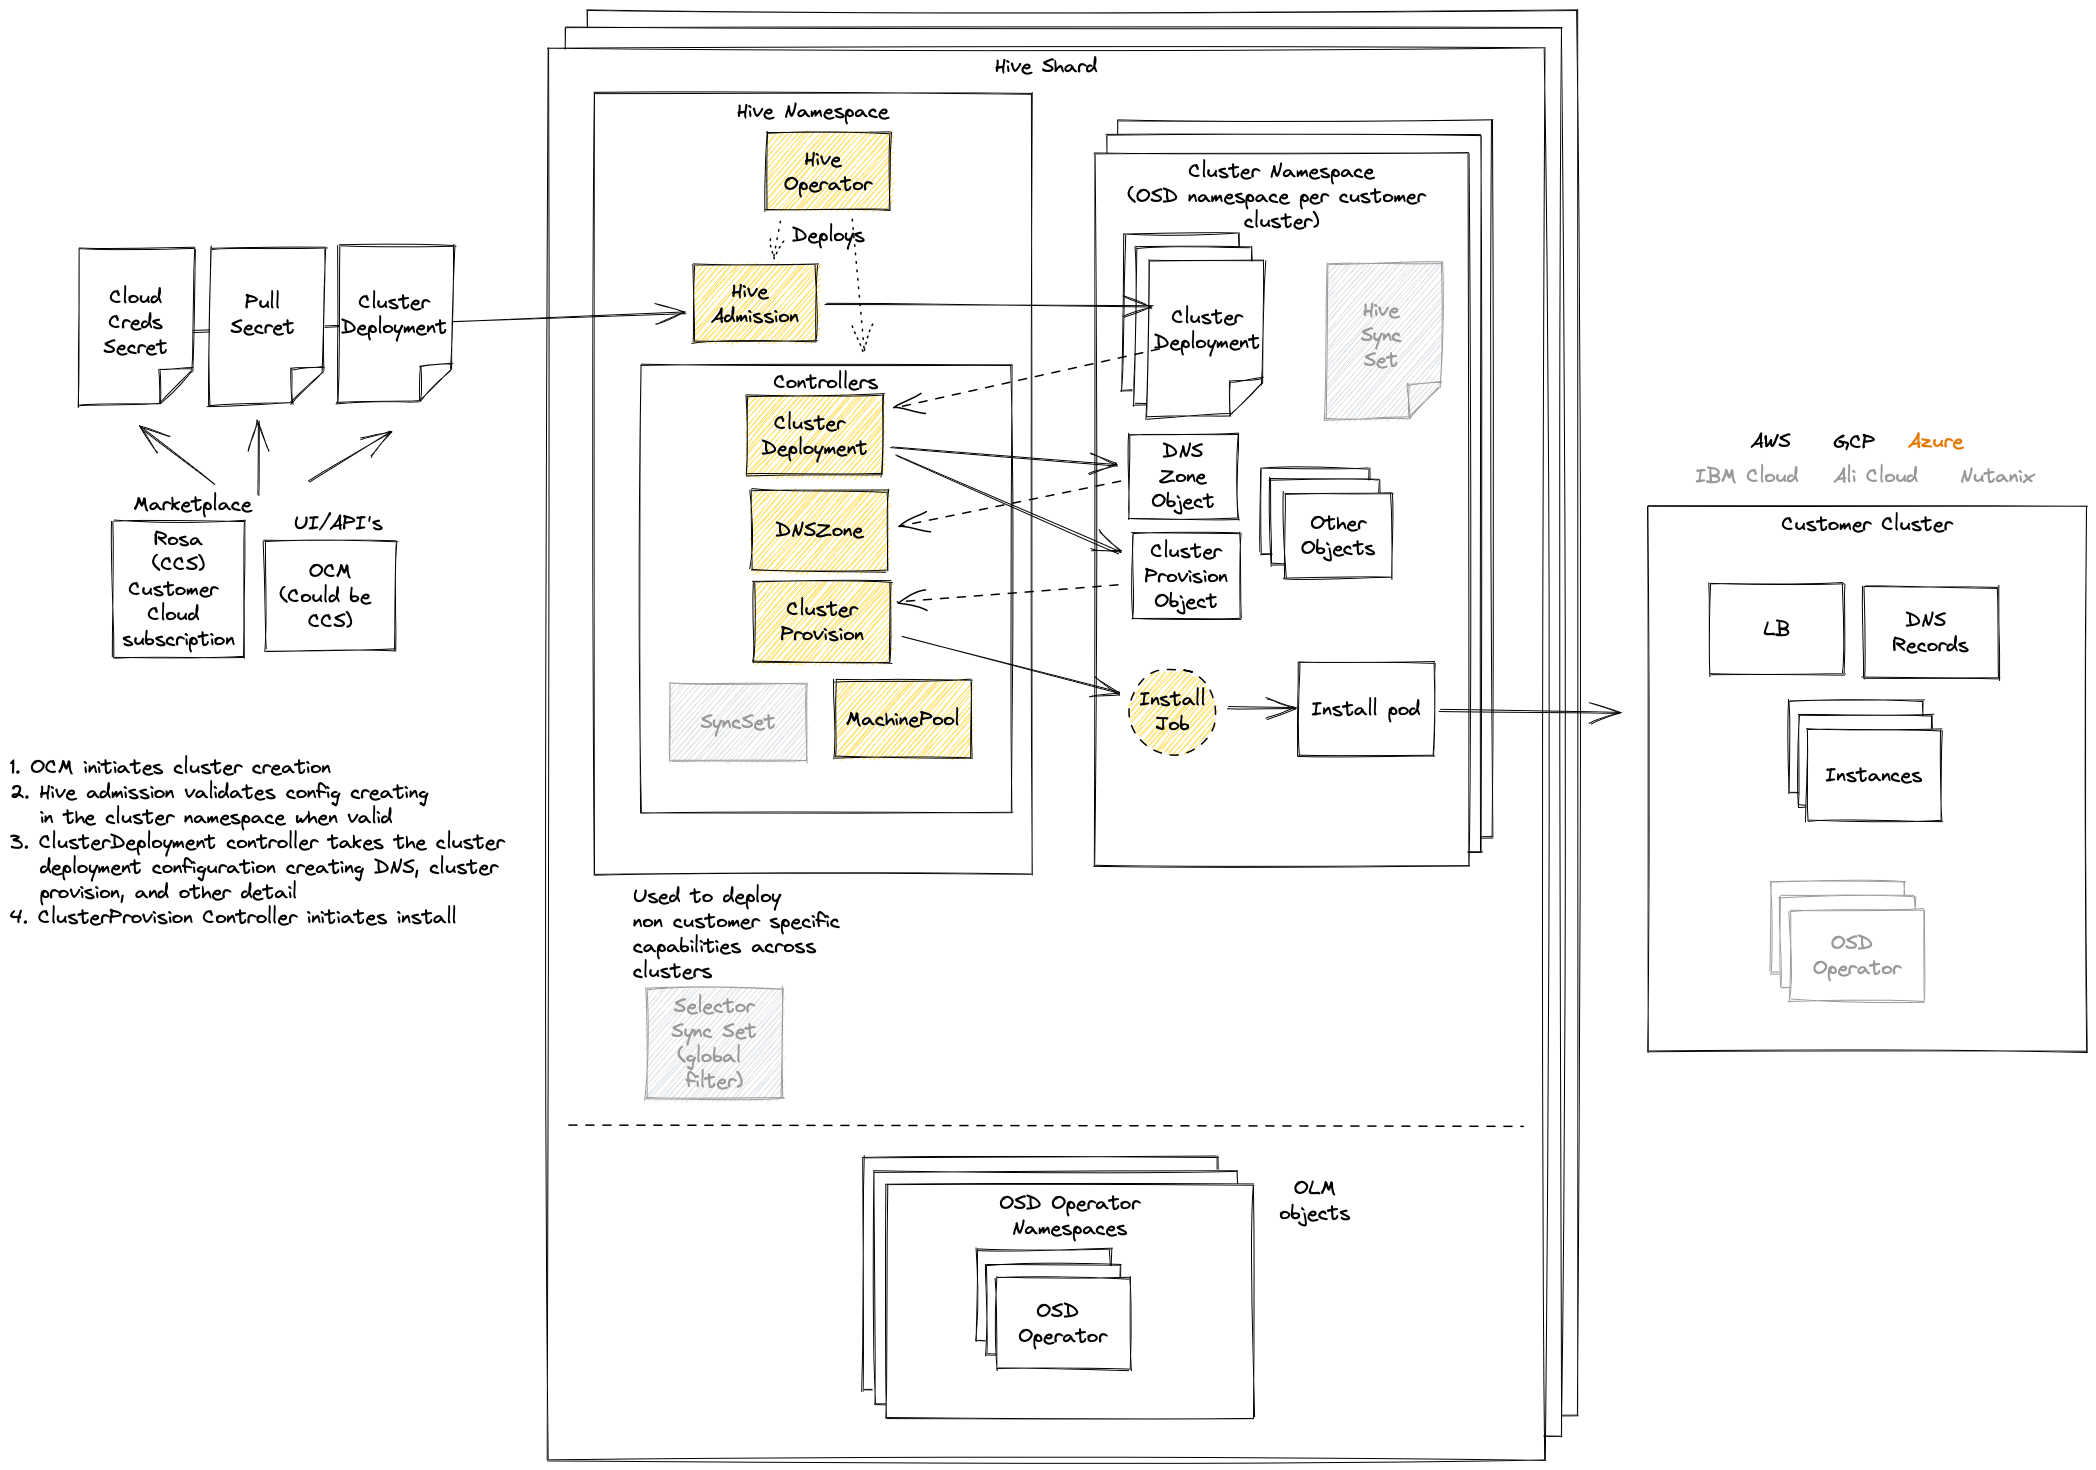 Hive Shard
Hive Namespace
Hive
Operator
Deploys
Hive
Admission
Controllers
Cluster
Deployment
DNSZone
Cluster
Provision
SyncSet
MachinePool
Cluster Namespace
(OSD namespace per customer
cluster)
Cluster
Deployment
Hive
Sync
Set
DNS
Zone
Object
Cluster
Provision
Object
Other
Objects
Install
Job
Install pod
Cloud
Creds
Secret
Pull
Secret
Cluster
Deployment
Marketplace
Rosa
(CCS)
Customer
Cloud
subscription
UI/API's
OCM
(Could be
CCS)
1. OCM initiates cluster creation
2. Hive admission validates config creating
in the cluster namespace when valid
3. ClusterDeployment controller takes the cluster
deployment configuration creating DNS, cluster
provision, and other detail
4. ClusterProvision Controller initiates install
Used to deploy
non customer specific
capabilities across
clusters
Selector
Sync Set
(global
filter)
OSD Operator
Namespaces
OSD
Operator
OLM
objects
AWS GCP Azure
IBM Cloud Ali Cloud Nutanix
Customer Cluster
LB
DNS
Records
Instances
OSD
Operator